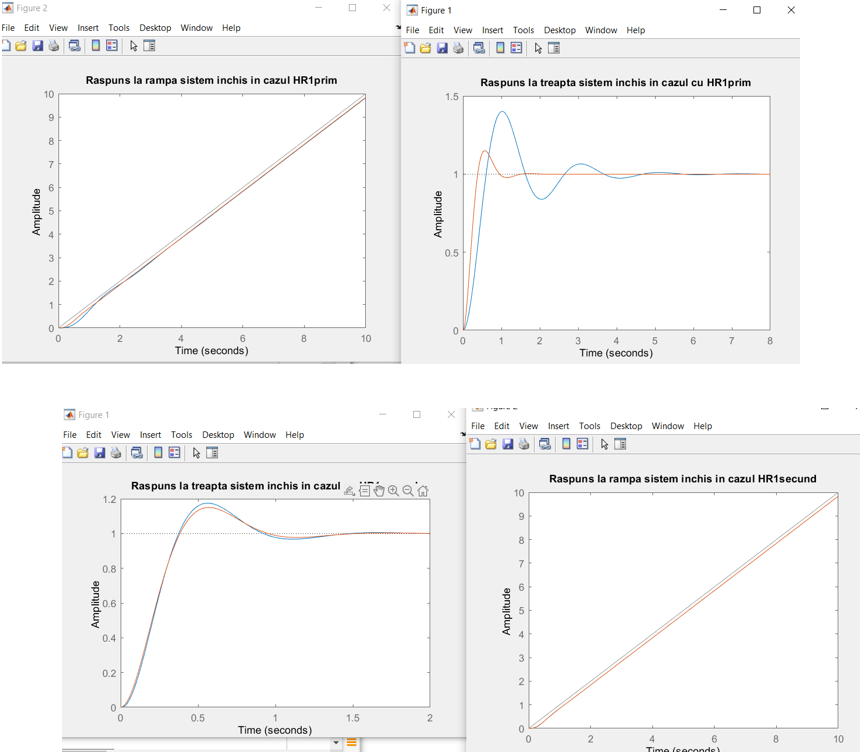 Figure 2
File Edit View Insert Tools Desktop Window Help
Raspuns la rampa sistem inchis in cazul HR1prim
10
9
8
7
6
5
4
3
2
1
0
Amplitude
0 2 4 6 8 10
Time (seconds)
Figure 1
File Edit View Insert Tools Desktop Window Help
Raspuns la treapta sistem inchis in cazul cu HR1prim
1.5
1
0.5
0
Amplitude
0 1 2 3 4 5 6 7 8
Time (seconds)
Figure 1
File Edit View Insert Tools Desktop Window Help
Raspuns la treapta sistem inchis in cazul
1.2
1
0.8
0.6
0.4
0.2
0
Amplitude
0 0.5 1 1.5 2
Time (seconds)
File Edit View Insert Tools Desktop Window Help
Raspuns la rampa sistem inchis in cazul HR1secund
10
9
8
7
6
5
4
3
2
1
0
Amplitude
0 2 4 6 8 10
Time (seconds)